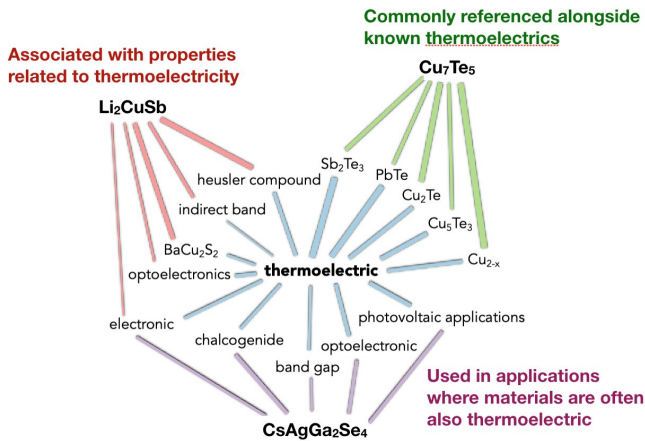 Commonly referenced alongside
known thermoelectrics
Associated with properties
related to thermoelectricity
Cu₇Te₅
Li₂CuSb
Sb₂Te₃
PbTe
heusler compound
Cu₂Te
indirect band
Cu₅Te₃
BaCu₂S₂
Cu₂₋ₓ
optoelectronics
thermoelectric
electronic
photovoltaic applications
chalcogenide
optoelectronic
band gap
Used in applications
where materials are often
also thermoelectric
CsAgGa₂Se₄